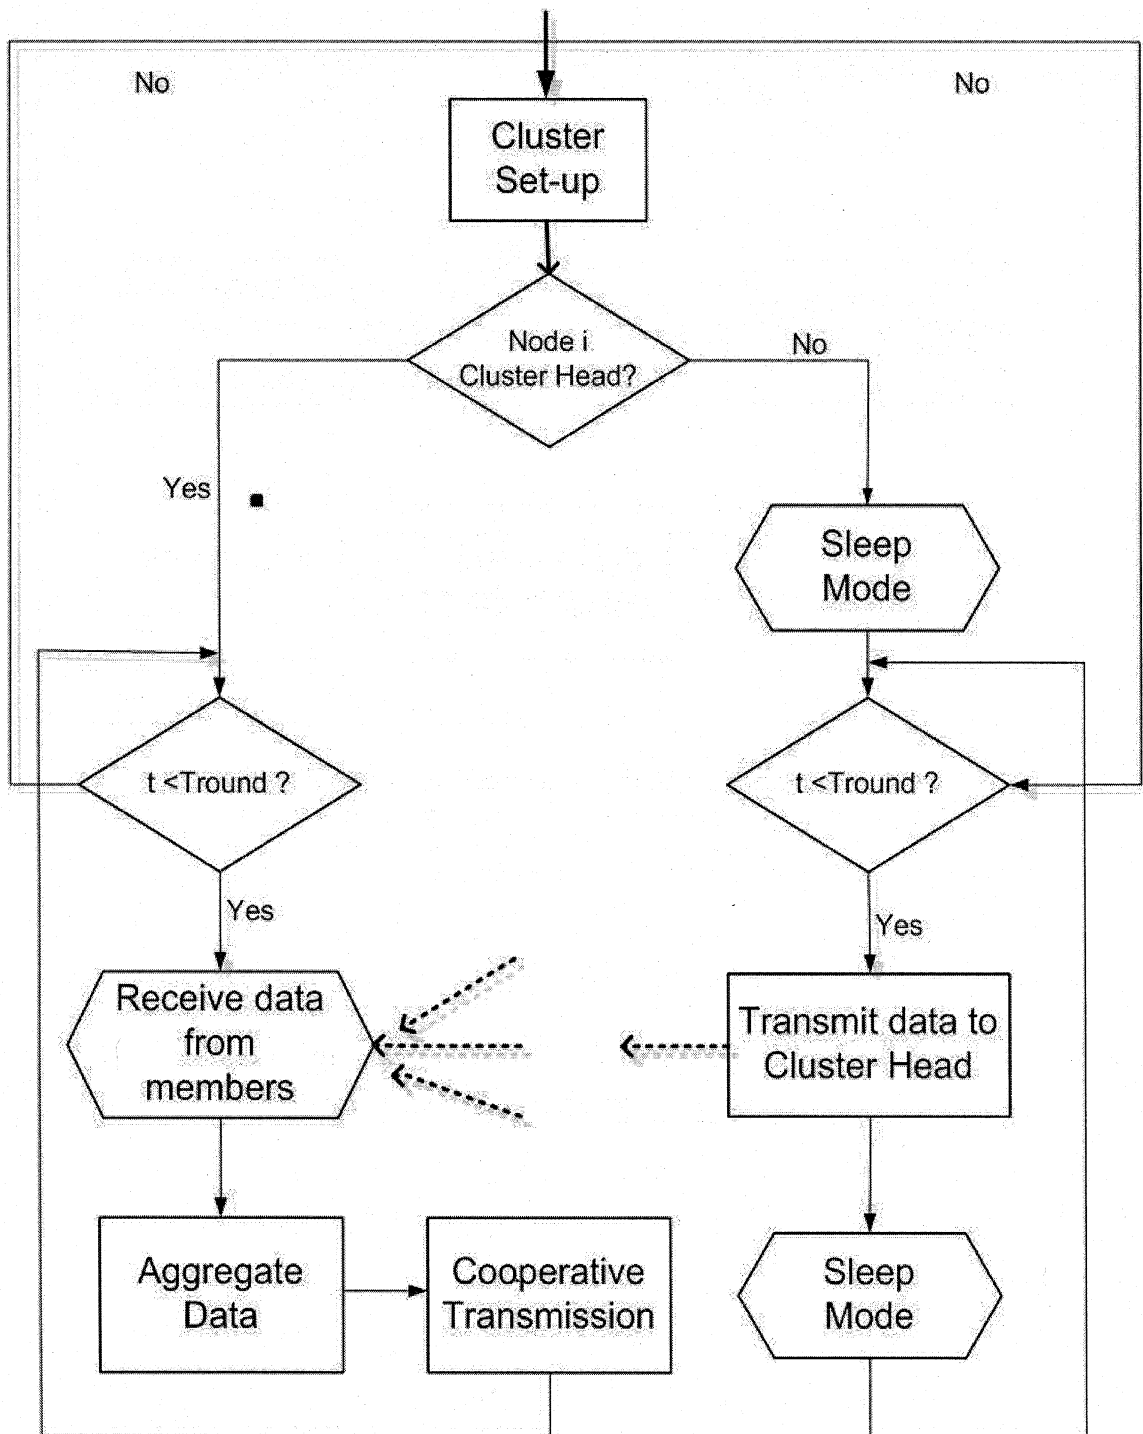 No
No
Cluster
Set-up
Node i
Cluster Head?
No
Yes
Sleep
Mode
t <Tround ?
t <Tround ?
Yes
Yes
Receive data
from
members
Transmit data to
Cluster Head
Aggregate
Data
Cooperative
Transmission
Sleep
Mode